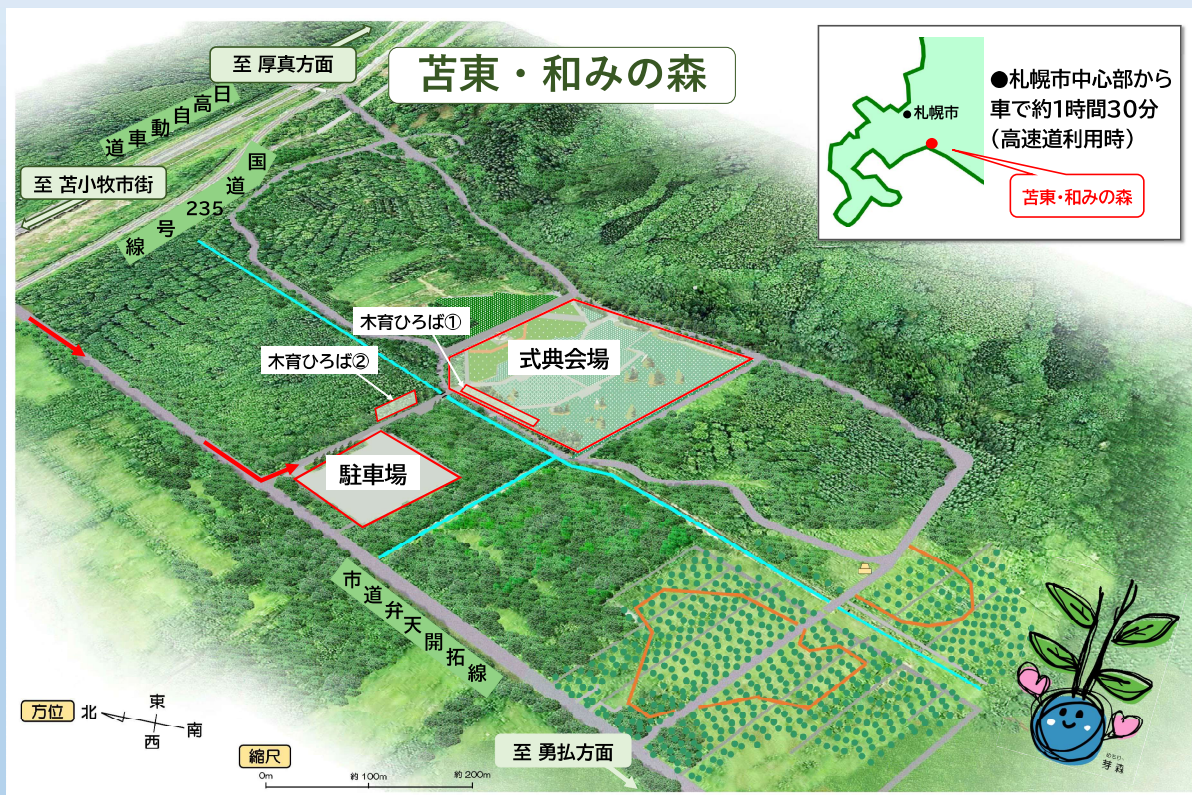 苫東・和みの森
至 厚真方面
日高自動車道
至 苫小牧市街
国道235号線
●札幌市中心部から
車で約1時間30分
(高速道利用時)
●札幌市
苫東・和みの森
木育ひろば①
木育ひろば②
式典会場
駐車場
市道弁天開拓線
方位
北
東
西
南
縮尺
0m
約100m
約200m
至 勇払方面
芽森